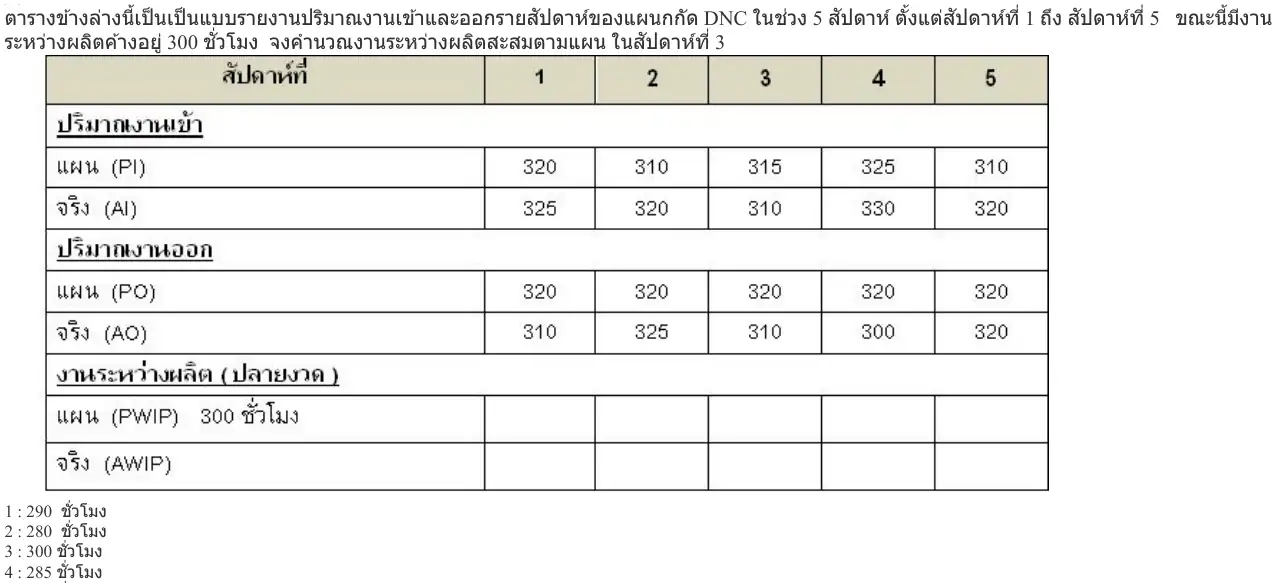 ตารางข้างล่างนี้เป็นเป็นแบบรายงานปริมาณงานเข้าและออกรายสัปดาห์ของแผนกกัด DNC ในช่วง 5 สัปดาห์ ตั้งแต่สัปดาห์ที่ 1 ถึง สัปดาห์ที่ 5 ขณะนี้มีงาน
ระหว่างผลิตค้างอยู่ 300 ชั่วโมง จงคำนวณงานระหว่างผลิตสะสมตามแผน ในสัปดาห์ที่ 3
สัปดาห์ที่ 1 2 3 4 5
ปริมาณงานเข้า
แผน (PI) 320 310 315 325 310
จริง (AI) 325 320 310 330 320
ปริมาณงานออก
แผน (PO) 320 320 320 320 320
จริง (AO) 310 325 310 300 320
งานระหว่างผลิต (ปลายงวด)
แผน (PWIP) 300 ชั่วโมง
จริง (AWIP)
1 : 290 ชั่วโมง
2 : 280 ชั่วโมง
3 : 300 ชั่วโมง
4 : 285 ชั่วโมง